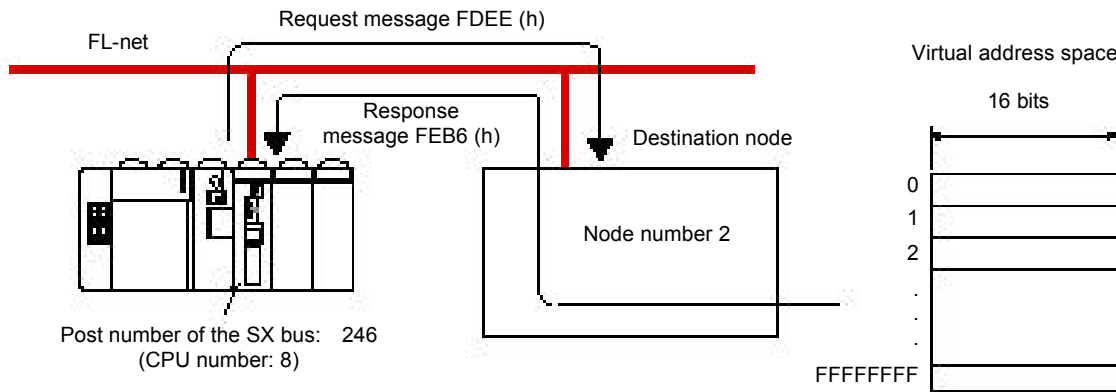 Request message FDEE (h)
FL-net
Virtual address space
16 bits
Response
message FEB6 (h)
Destination node
0
1
2
Node number 2
.
.
.
Post number of the SX bus: 246
(CPU number: 8)
FFFFFFFF